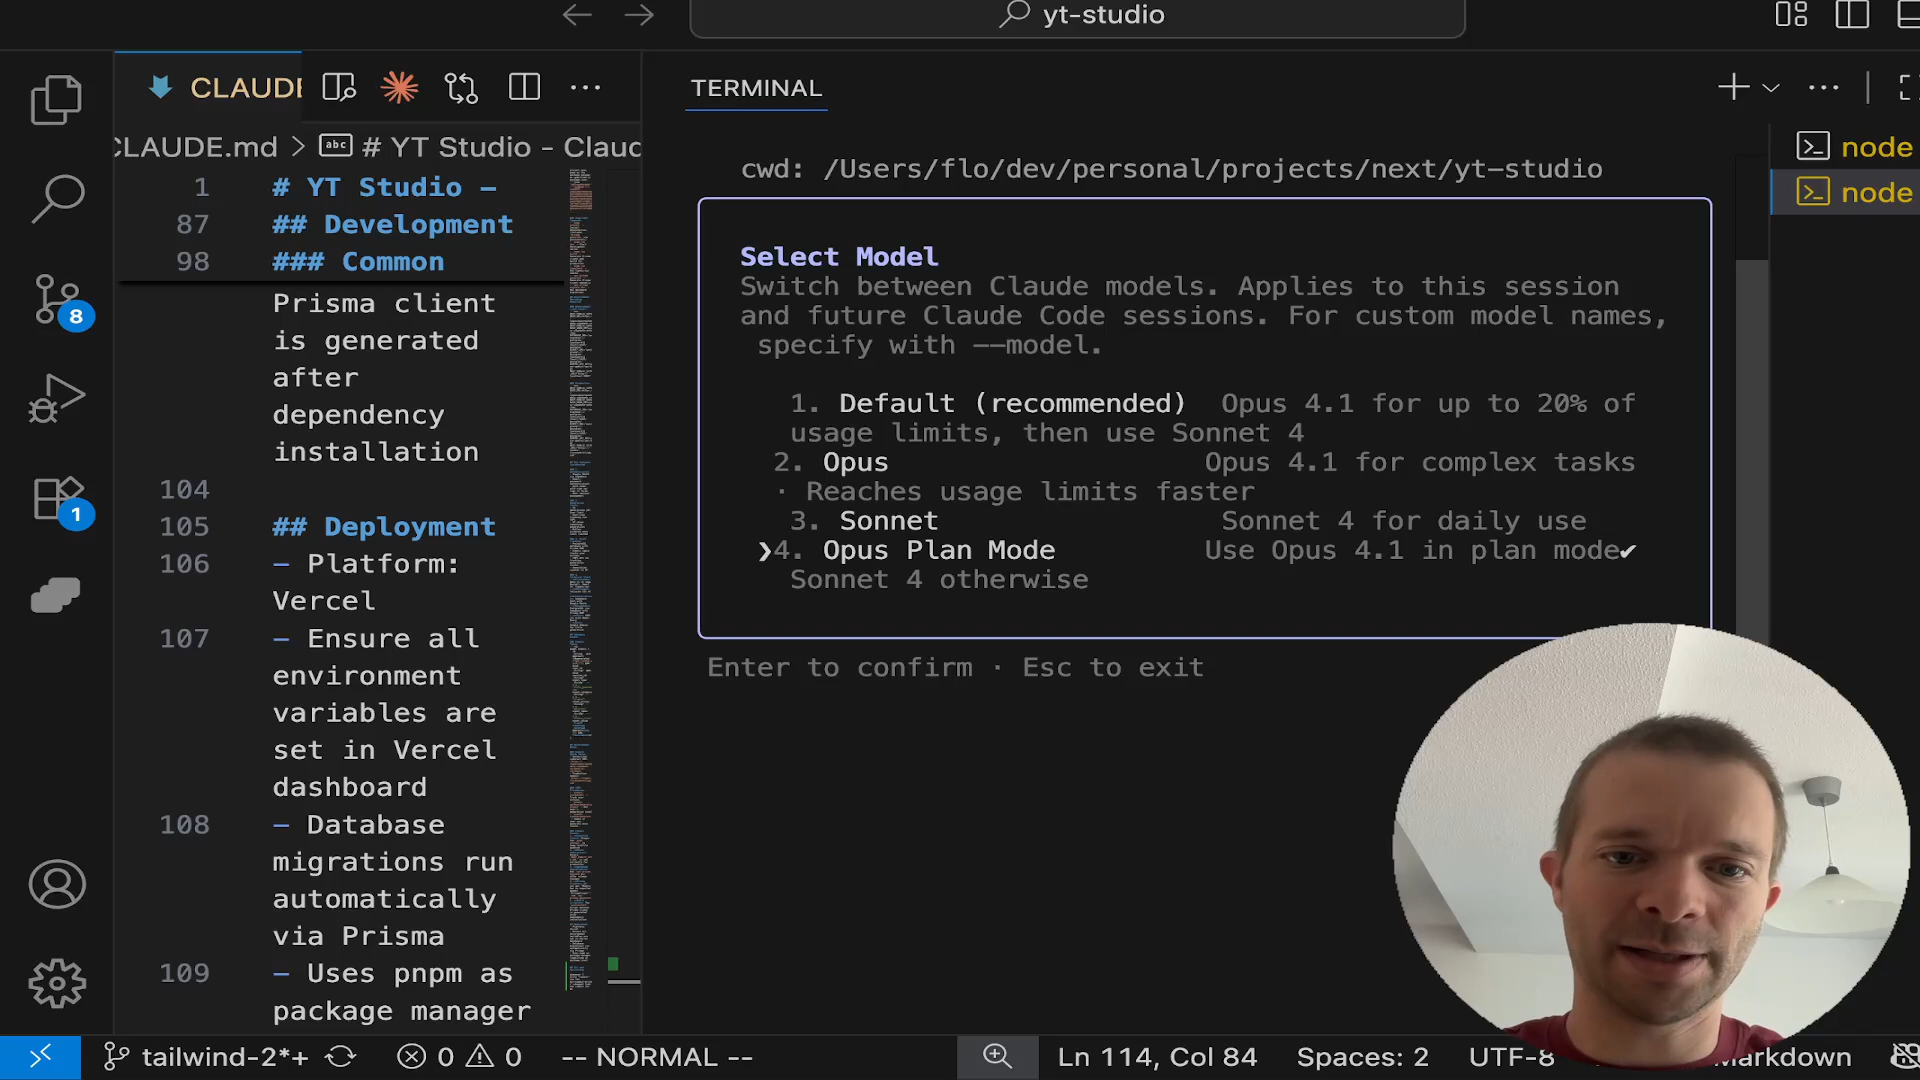 yt-studio
CLAUDE
TERMINAL
CLAUDE.md > # YT Studio - Claud
1 # YT Studio –
87 ## Development
98 ### Common
Prisma client
is generated
after
dependency
installation
104
105 ## Deployment
106 – Platform:
Vercel
107 – Ensure all
environment
variables are
set in Vercel
dashboard
108 – Database
migrations run
automatically
via Prisma
109 – Uses pnpm as
package manager
cwd: /Users/flo/dev/personal/projects/next/yt-studio
Select Model
Switch between Claude models. Applies to this session
and future Claude Code sessions. For custom model names,
specify with --model.
1. Default (recommended) Opus 4.1 for up to 20% of
usage limits, then use Sonnet 4
2. Opus Opus 4.1 for complex tasks
· Reaches usage limits faster
3. Sonnet Sonnet 4 for daily use
❯4. Opus Plan Mode Use Opus 4.1 in plan mode✔
Sonnet 4 otherwise
Enter to confirm · Esc to exit
node
node
8
1
tailwind-2*+ 0 0 -- NORMAL -- Ln 114, Col 84 Spaces: 2 UTF-8 arkdown